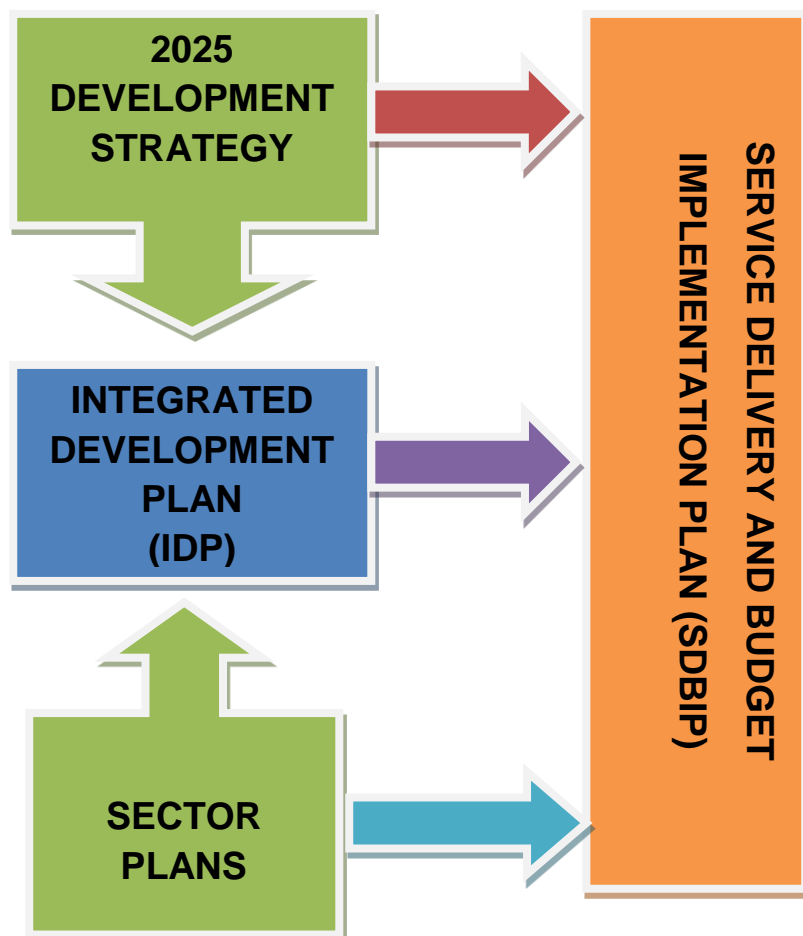 2025
DEVELOPMENT
STRATEGY
INTEGRATED
DEVELOPMENT
PLAN
(IDP)
SECTOR
PLANS
SERVICE DELIVERY AND BUDGET
IMPLEMENTATION PLAN (SDBIP)